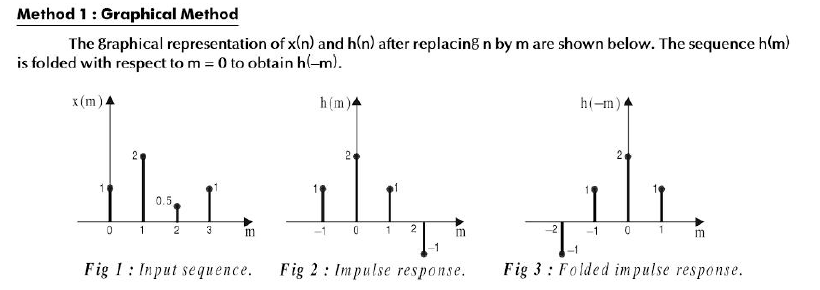 Method 1 : Graphical Method
The graphical representation of x(n) and h(n) after replacing n by m are shown below. The sequence h(m)
is folded with respect to m = 0 to obtain h(–m).
x(m)
1
2
0.5
1
0 1 2 3 m
Fig 1 : Input sequence.
h(m)
1
2
1
–1 0 1 2 m
–1
Fig 2 : Impulse response.
h(–m)
1
2
1
–2 –1 0 1 m
–1
Fig 3 : Folded impulse response.